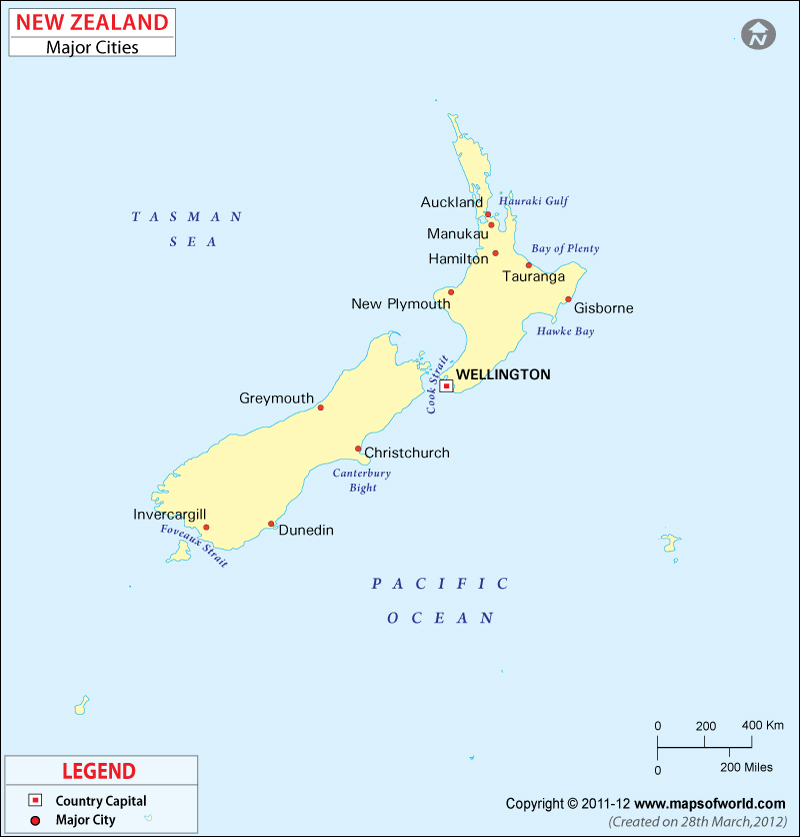 NEW ZEALAND
Major Cities
N
Auckland
Hauraki Gulf
TASMAN
SEA
Manukau
Bay of Plenty
Hamilton
Tauranga
New Plymouth
Gisborne
Hawke Bay
Cook Strait
WELLINGTON
Greymouth
Christchurch
Canterbury
Bight
Invercargill
Foveaux Strait
Dunedin
PACIFIC
OCEAN
0 200 400 Km
0 200 Miles
LEGEND
Country Capital
Major City
Copyright © 2011-12 www.mapsofworld.com
(Created on 28th March,2012)